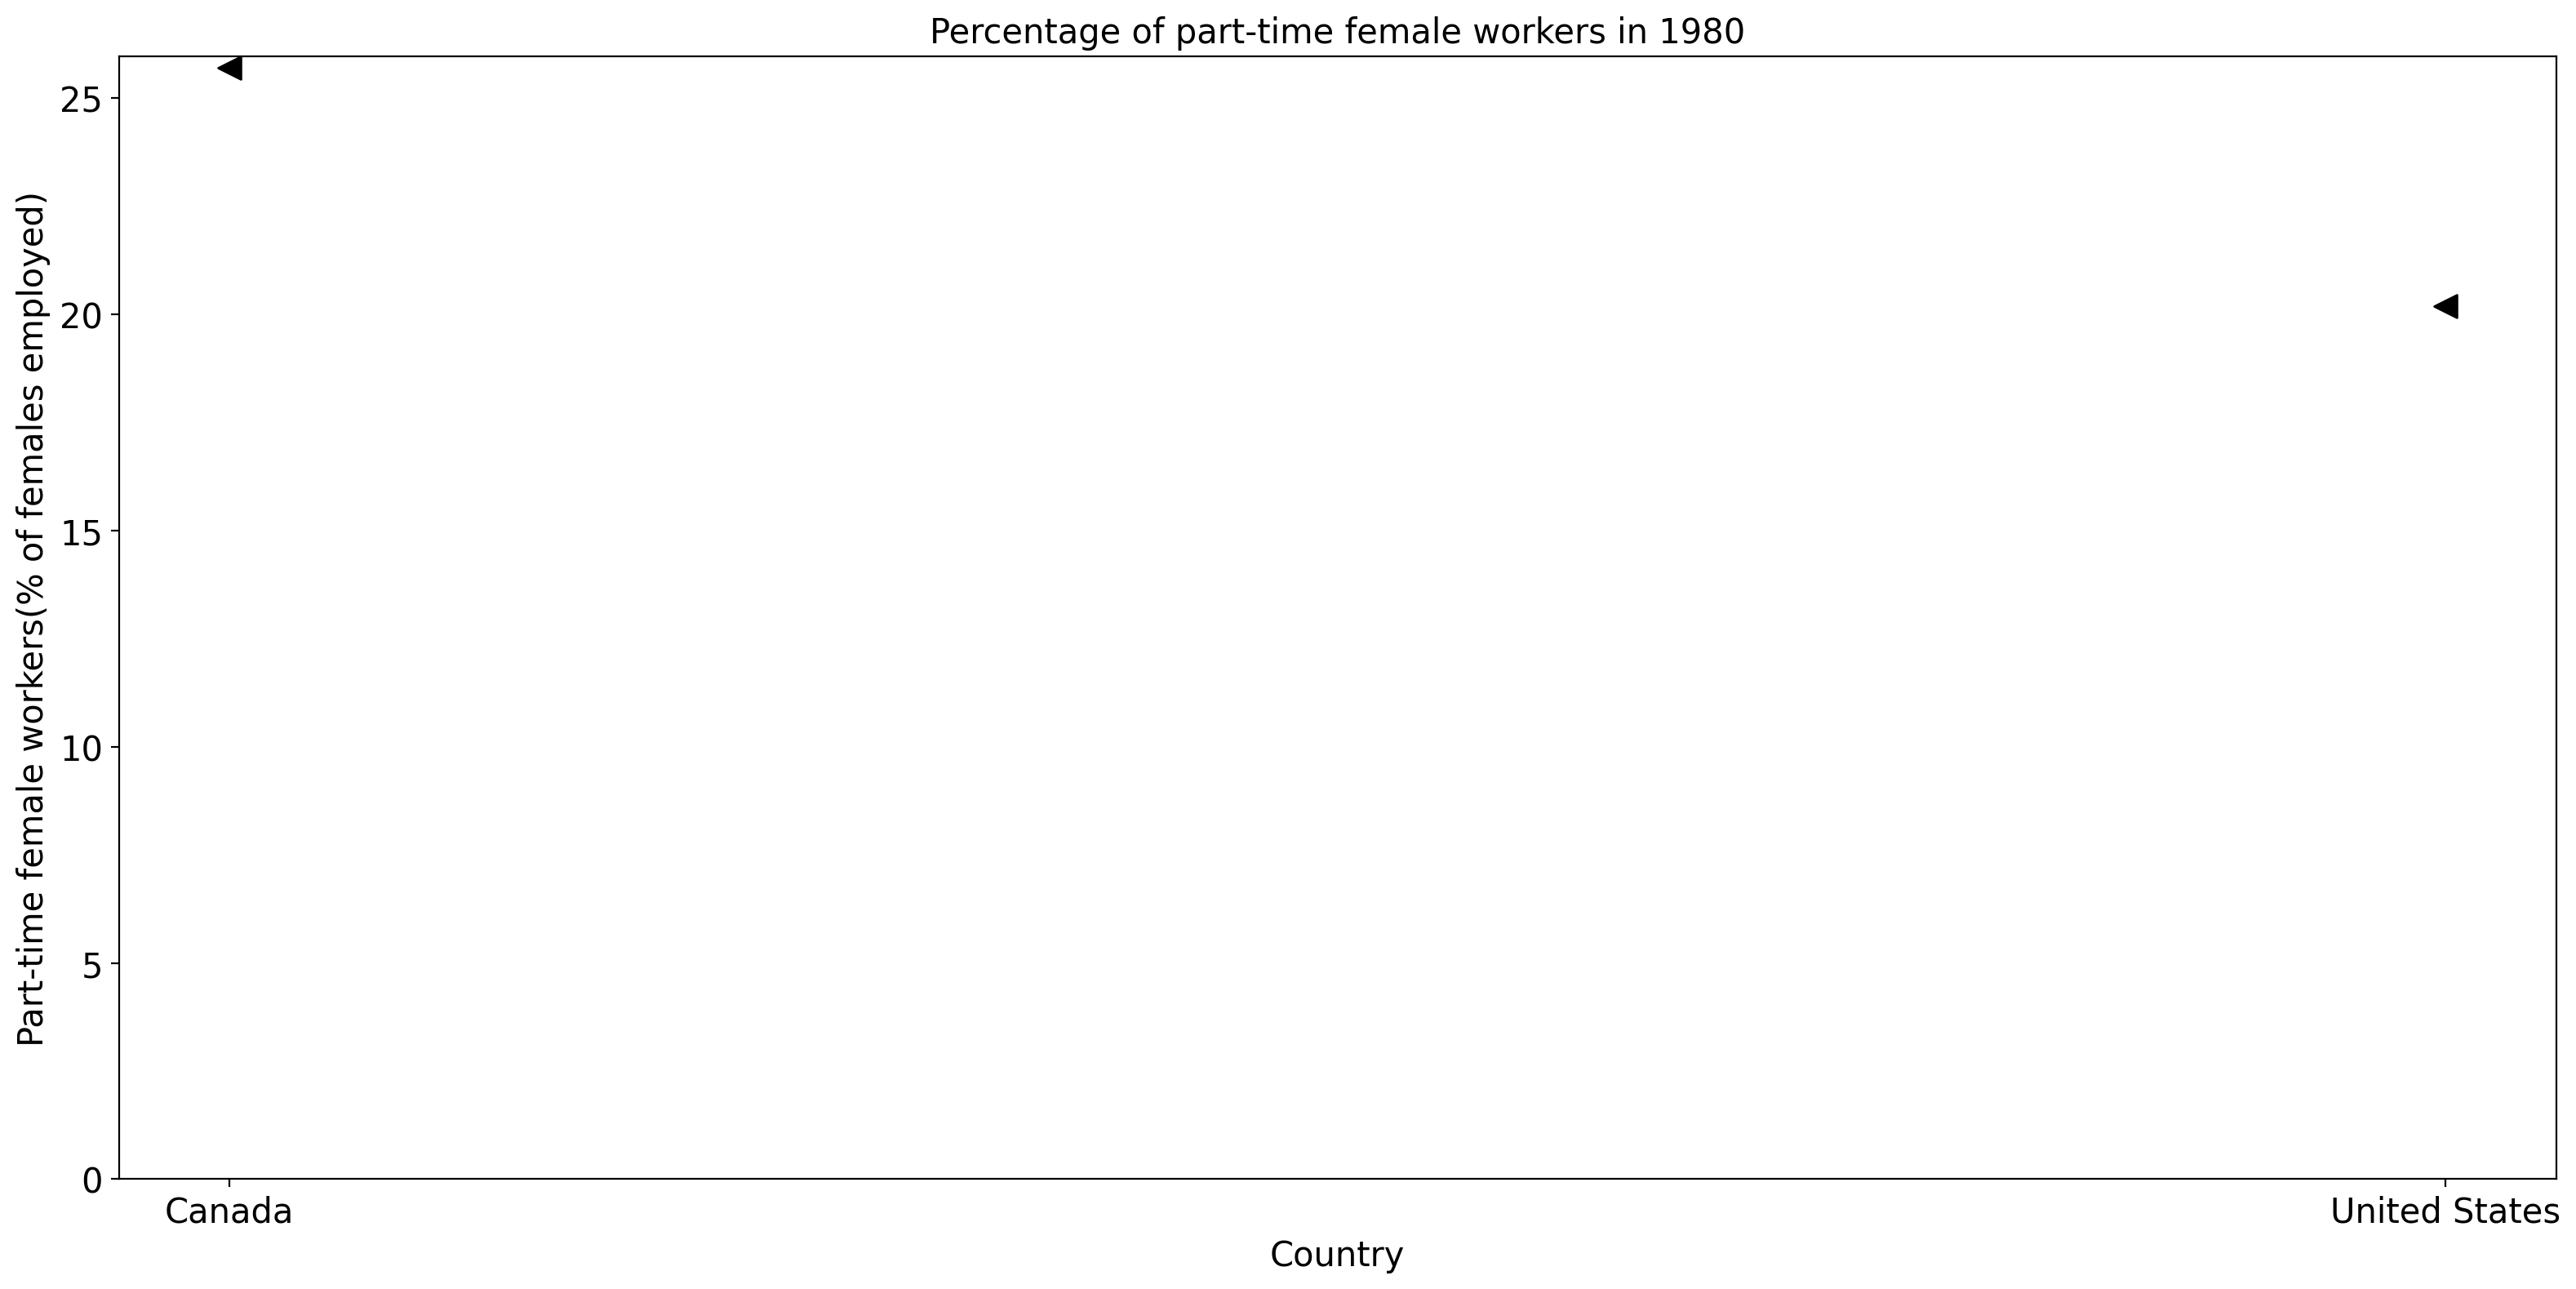 Percentage of part-time female workers in 1980
Part-time female workers(% of females employed)
25
20
15
10
5
0
Canada
United States
Country